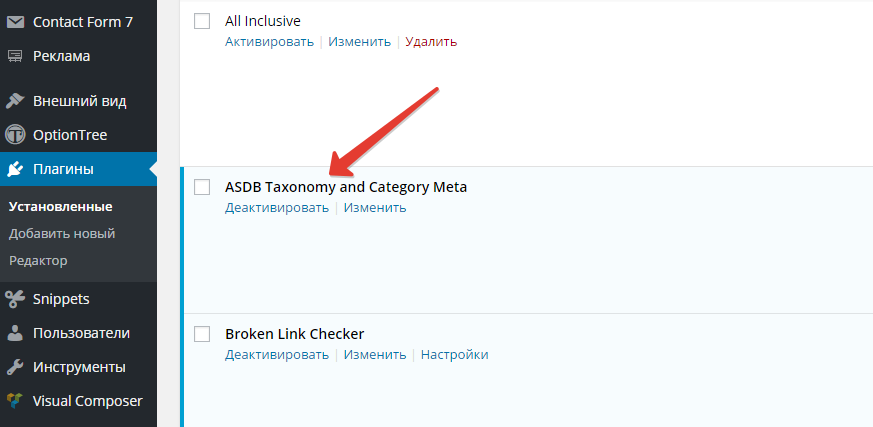 Contact Form 7
Реклама
Внешний вид
OptionTree
Плагины
Установленные
Добавить новый
Редактор
Snippets
Пользователи
Инструменты
Visual Composer
All Inclusive
Активировать | Изменить | Удалить
ASDB Taxonomy and Category Meta
Деактивировать | Изменить
Broken Link Checker
Деактивировать | Изменить | Настройки